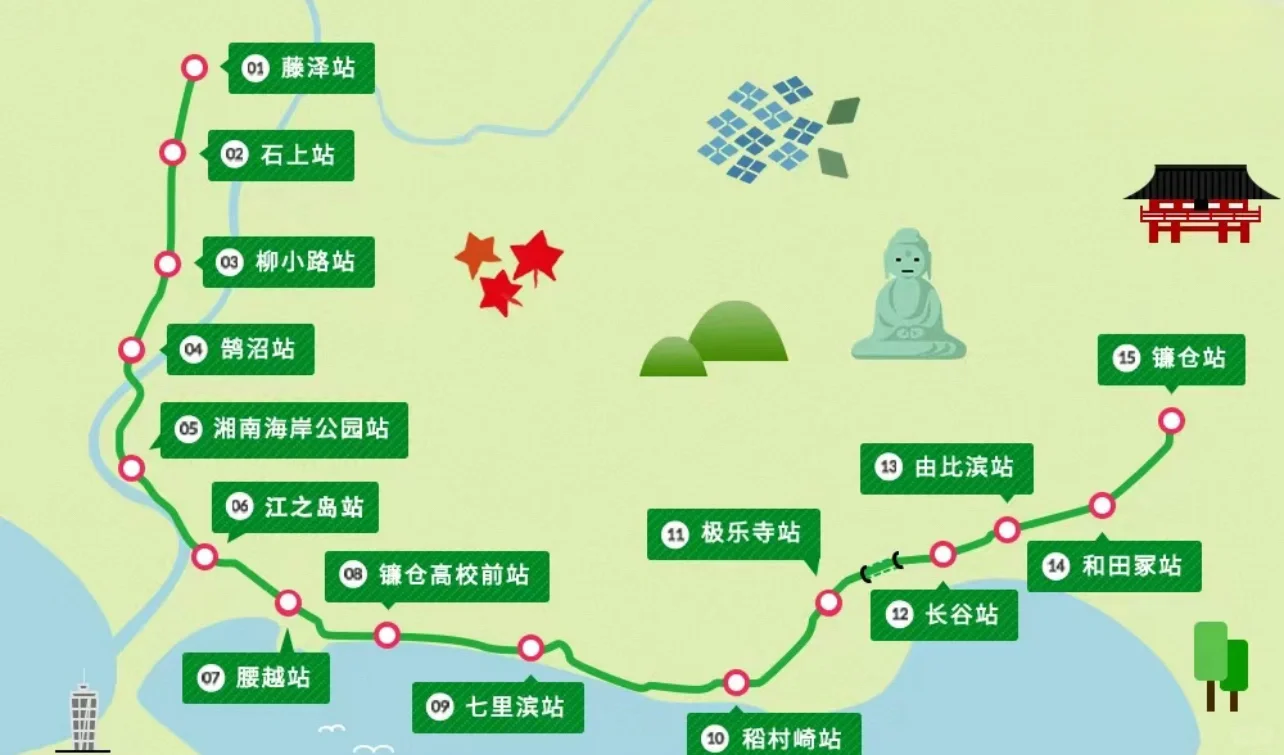 01 藤泽站
02 石上站
03 柳小路站
04 鹄沼站
05 湘南海岸公园站
06 江之岛站
07 腰越站
08 镰仓高校前站
09 七里滨站
10 稻村崎站
11 极乐寺站
12 长谷站
13 由比滨站
14 和田冢站
15 镰仓站